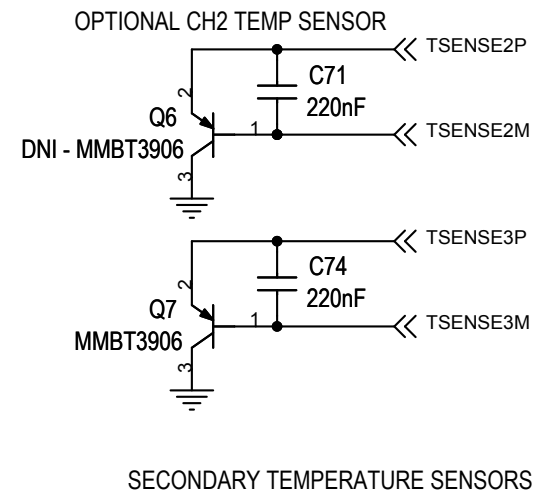 OPTIONAL CH2 TEMP SENSOR
TSENSE2P
C71
2
220nF
Q6
1
TSENSE2M
DNI - MMBT3906
3
TSENSE3P
C74
2
220nF
Q7
1
TSENSE3M
MMBT3906
3
SECONDARY TEMPERATURE SENSORS